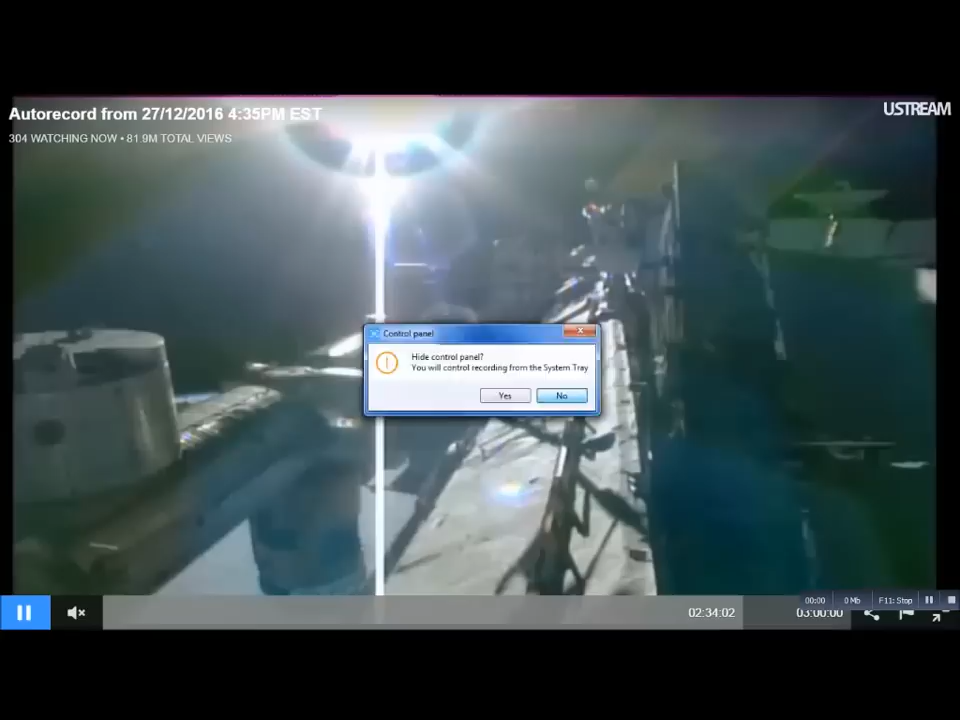 Autorecord from 27/12/2016 4:35PM EST
USTREAM
304 WATCHING NOW • 81.9M TOTAL VIEWS
Control panel
Hide control panel?
You will control recording from the System Tray
Yes
No
00:00
0 Mb
F11: Stop
02:34:02
03:00:00